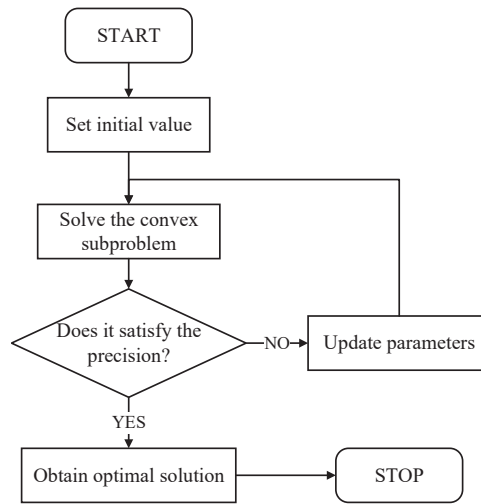 START
Set initial value
Solve the convex
subproblem
Does it satisfy the
precision?
NO
Update parameters
YES
Obtain optimal solution
STOP